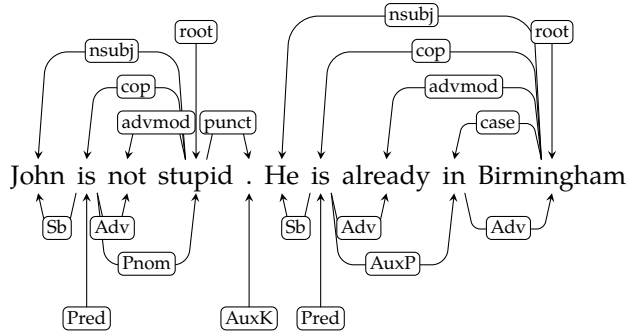 nsubj
root
nsubj
root
cop
cop
advmod
advmod punct
case
John is not stupid . He is already in Birmingham
Sb Adv Sb Adv Adv
Pnom AuxP
Pred AuxK Pred